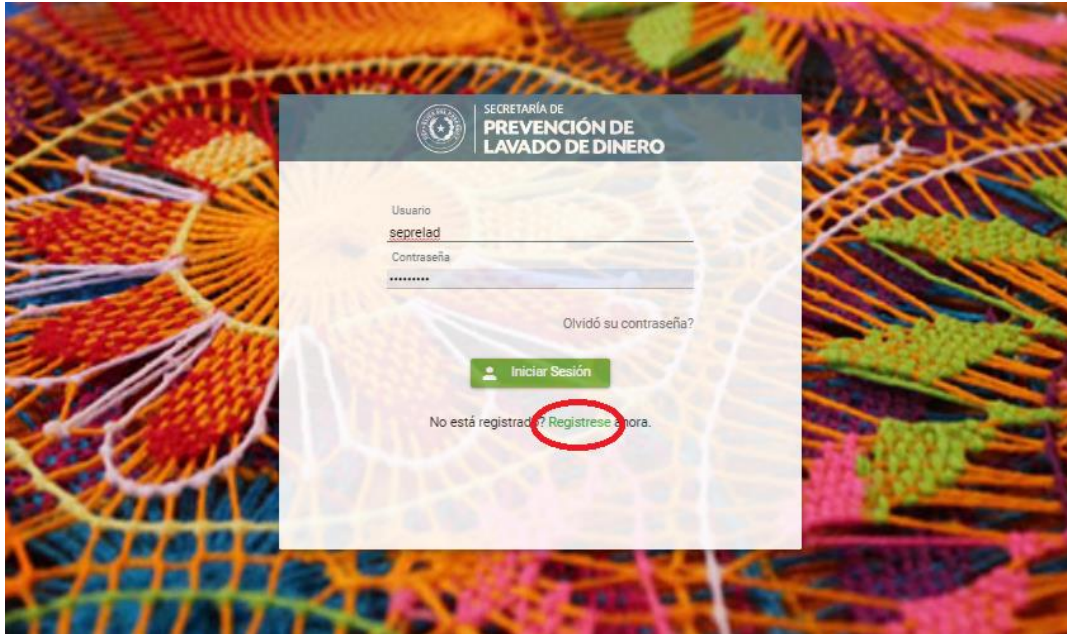 SECRETARÍA DE
PREVENCIÓN DE
LAVADO DE DINERO
Usuario
seprelad
Contraseña
•••••••••
Olvidó su contraseña?
Iniciar Sesión
No está registrado? Registrese ahora.